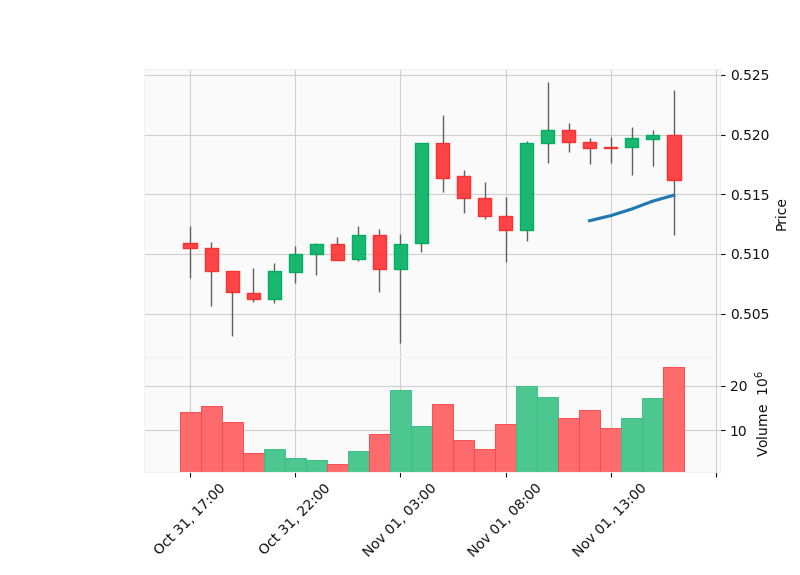 0.525
0.520
0.515
0.510
0.505
Price
20
10
Volume 10^6
Oct 31, 17:00
Oct 31, 22:00
Nov 01, 03:00
Nov 01, 08:00
Nov 01, 13:00